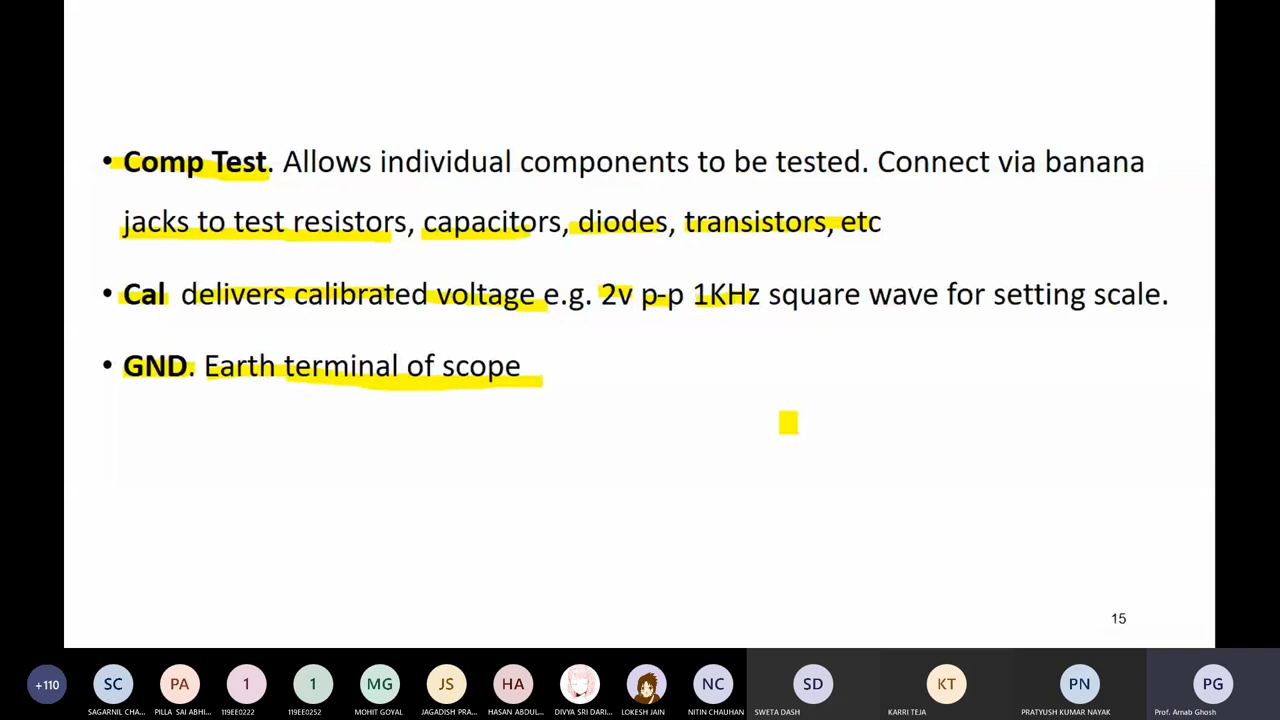 • Comp Test. Allows individual components to be tested. Connect via banana
jacks to test resistors, capacitors, diodes, transistors, etc
• Cal delivers calibrated voltage e.g. 2v p-p 1KHz square wave for setting scale.
• GND. Earth terminal of scope
15
+110 SC PA 1 1 MG JS HA NC SD KT PN PG
SAGARNIL CHA... PILLA SAI ABHI... 119EE0222 119EE0252 MOHIT GOYAL JAGADISH PRA... HASAN ABDUL... DIVYA SRI DARI... LOKESH JAIN NITIN CHAUHAN SWETA DASH KARRI TEJA PRATYUSH KUMAR NAYAK Prof. Arnab Ghosh